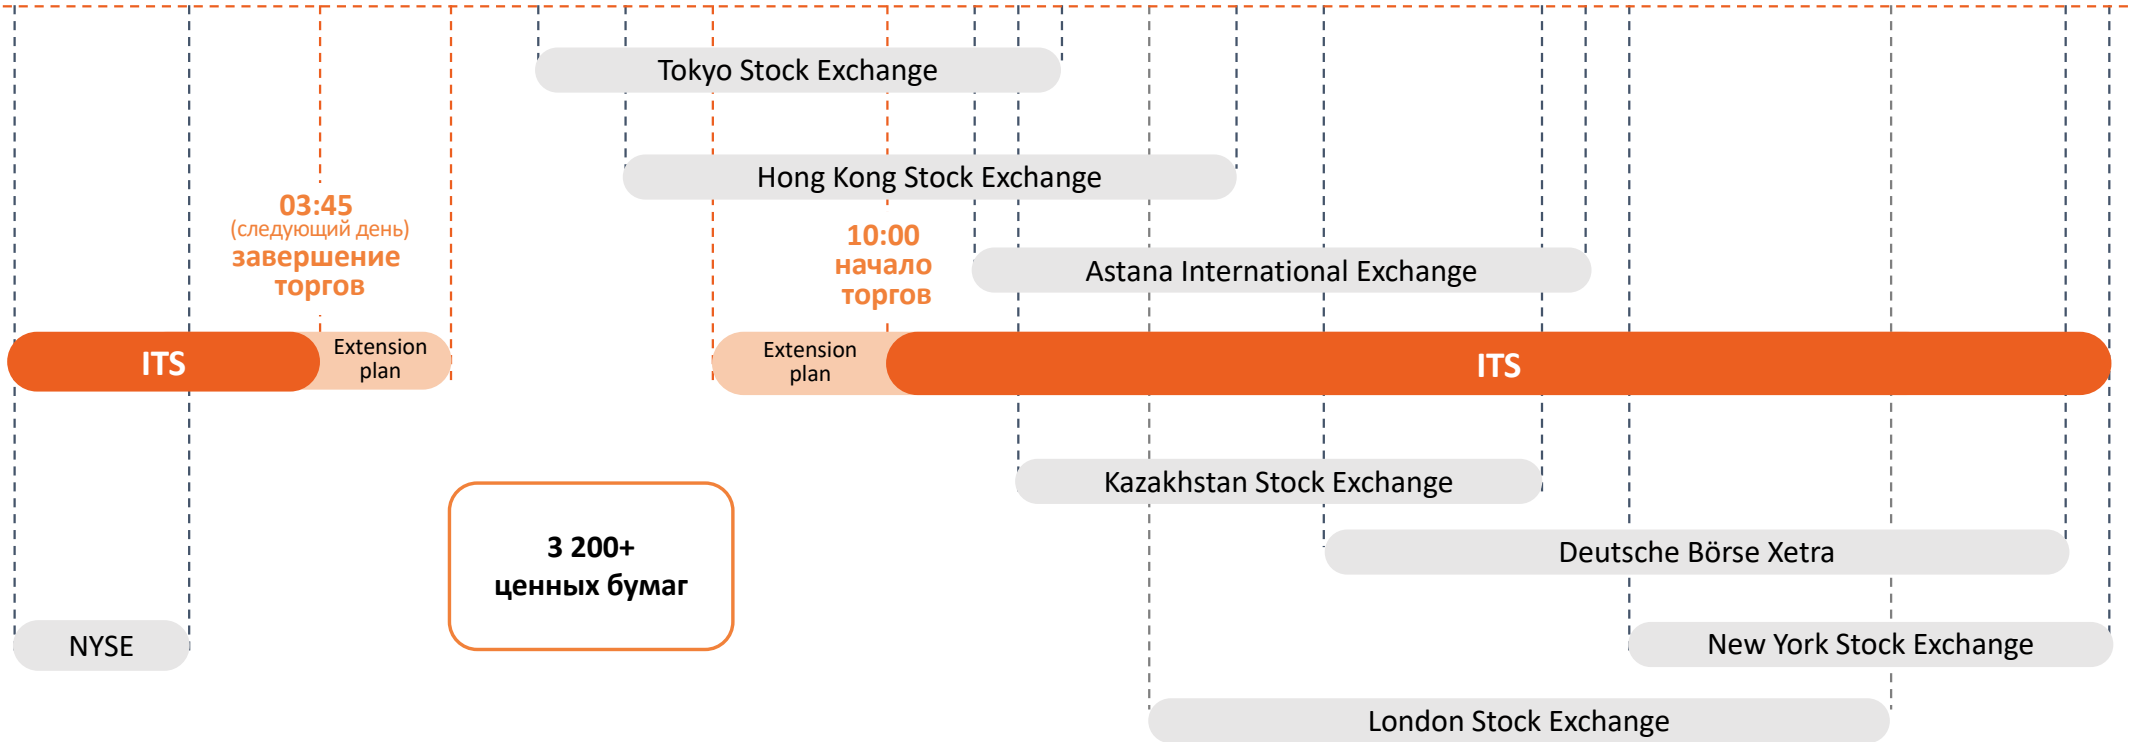 Tokyo Stock Exchange
Hong Kong Stock Exchange
03:45
(следующий день)
завершение
торгов
10:00
начало
торгов
Astana International Exchange
ITS
Extension
plan
Extension
plan
ITS
Kazakhstan Stock Exchange
3 200+
ценных бумаг
Deutsche Börse Xetra
NYSE
New York Stock Exchange
London Stock Exchange